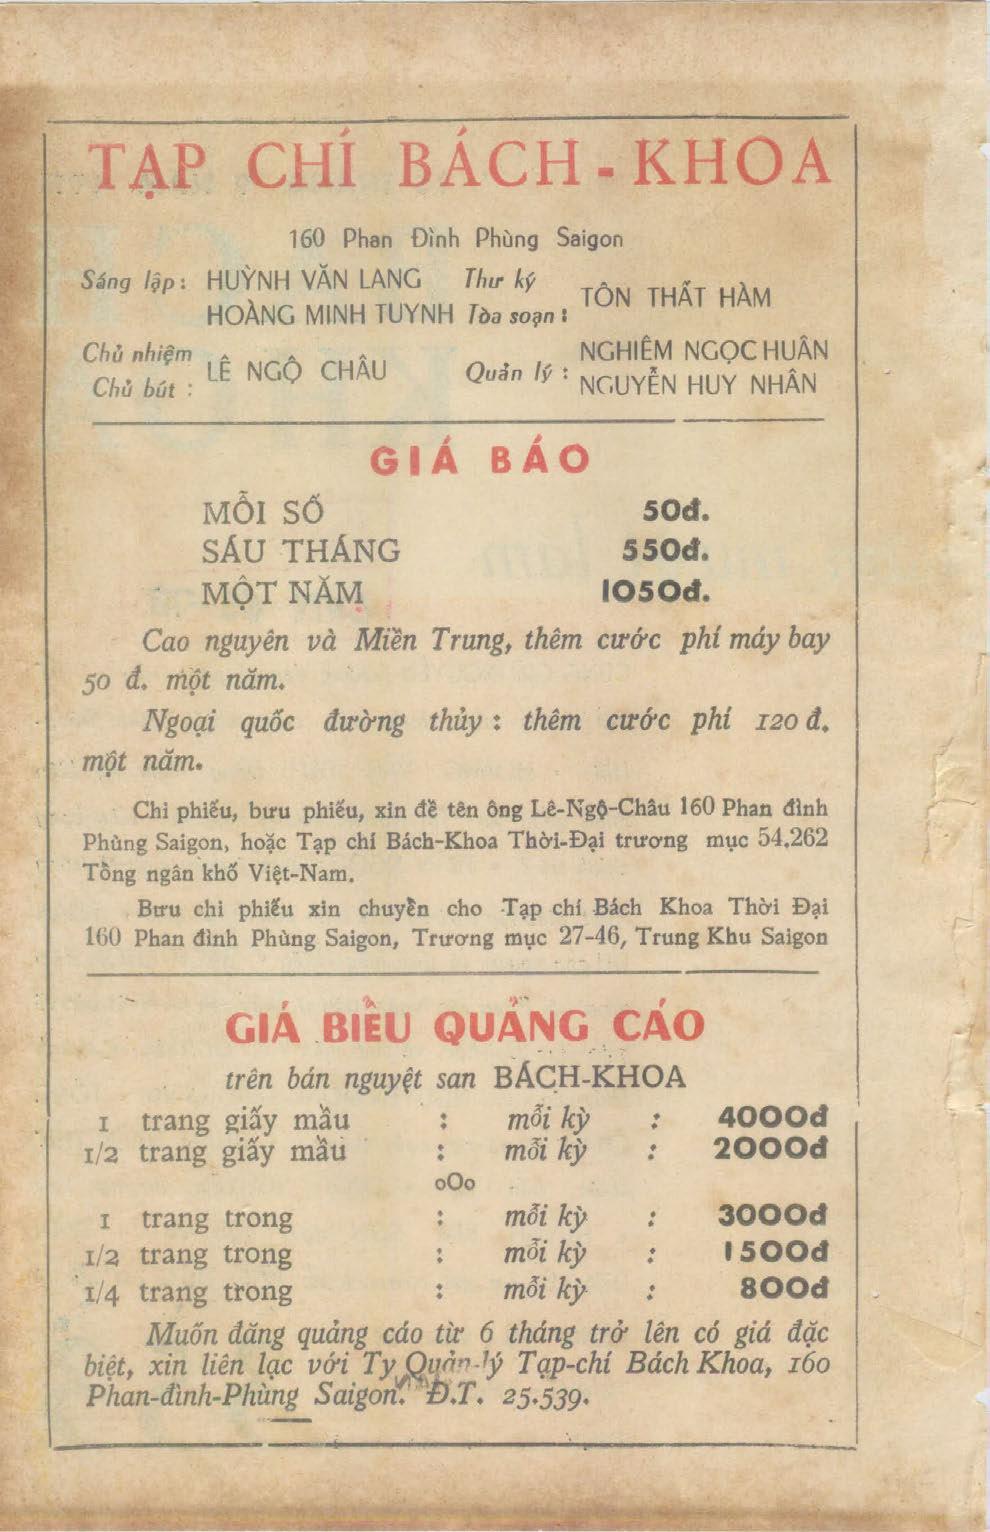 TẠP CHÍ BÁCH - KHOA
160 Phan Đình Phùng Saigon
Sáng lập : HUỲNH VĂN LANG Thư ký
HOÀNG MINH TUYNH Tòa soạn : TÔN THẤT HÀM
Chủ nhiệm
Chủ bút : LÊ NGỘ CHÂU Quản lý : NGHIÊM NGỌC HUÂN
NGUYỄN HUY NHÂN
GIÁ BÁO
MỖI SỐ 50đ.
SÁU THÁNG 550đ.
MỘT NĂM 1050đ.
Cao nguyên và Miền Trung, thêm cước phí máy bay
50 đ. một năm.
Ngoại quốc đường thủy : thêm cước phí 120 đ.
một năm.
Chi phiếu, bưu phiếu, xin đề tên ông Lê-Ngộ-Châu 160 Phan đình
Phùng Saigon, hoặc Tạp chí Bách-Khoa Thời-Đại trương mục 54.262
Tổng ngân khố Việt-Nam.
Bưu chi phiếu xin chuyển cho Tạp chí Bách Khoa Thời Đại
160 Phan đình Phùng Saigon, Trương mục 27-46, Trung Khu Saigon
GIÁ BIỂU QUẢNG CÁO
trên bán nguyệt san BÁCH-KHOA
1 trang giấy mầu : mỗi kỳ : 4000đ
1/2 trang giấy mầu : mỗi kỳ : 2000đ
oOo
1 trang trong : mỗi kỳ : 3000đ
1/2 trang trong : mỗi kỳ : 1500đ
1/4 trang trong : mỗi kỳ : 800đ
Muốn đăng quảng cáo từ 6 tháng trở lên có giá đặc
biệt, xin liên lạc với Ty Quản-lý Tạp-chí Bách Khoa, 160
Phan-đình-Phùng Saigon. Đ.T. 25.539.